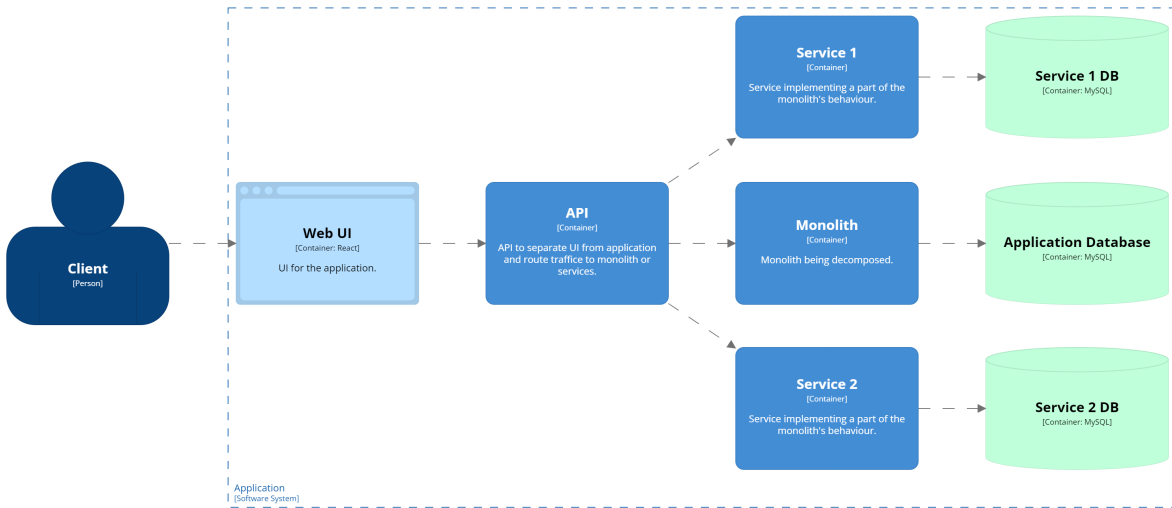 Service 1
[Container]
Service implementing a part of the
monolith's behaviour.
Service 1 DB
[Container: MySQL]
Client
[Person]
Web UI
[Container: React]
UI for the application.
API
[Container]
API to separate UI from application
and route traffice to monolith or
services.
Monolith
[Container]
Monolith being decomposed.
Application Database
[Container: MySQL]
Service 2
[Container]
Service implementing a part of the
monolith's behaviour.
Service 2 DB
[Container: MySQL]
Application
[Software System]